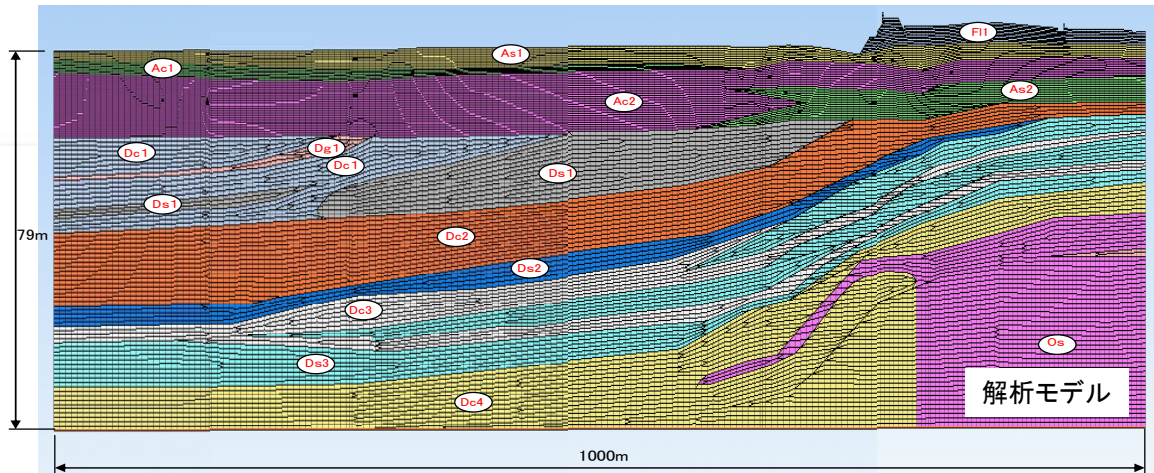 Fl1
As1
Ac1
As2
Ac2
Dc1
Dg1
Dc1
Ds1
Ds1
79m
Dc2
Ds2
Dc3
Os
Ds3
解析モデル
Dc4
1000m